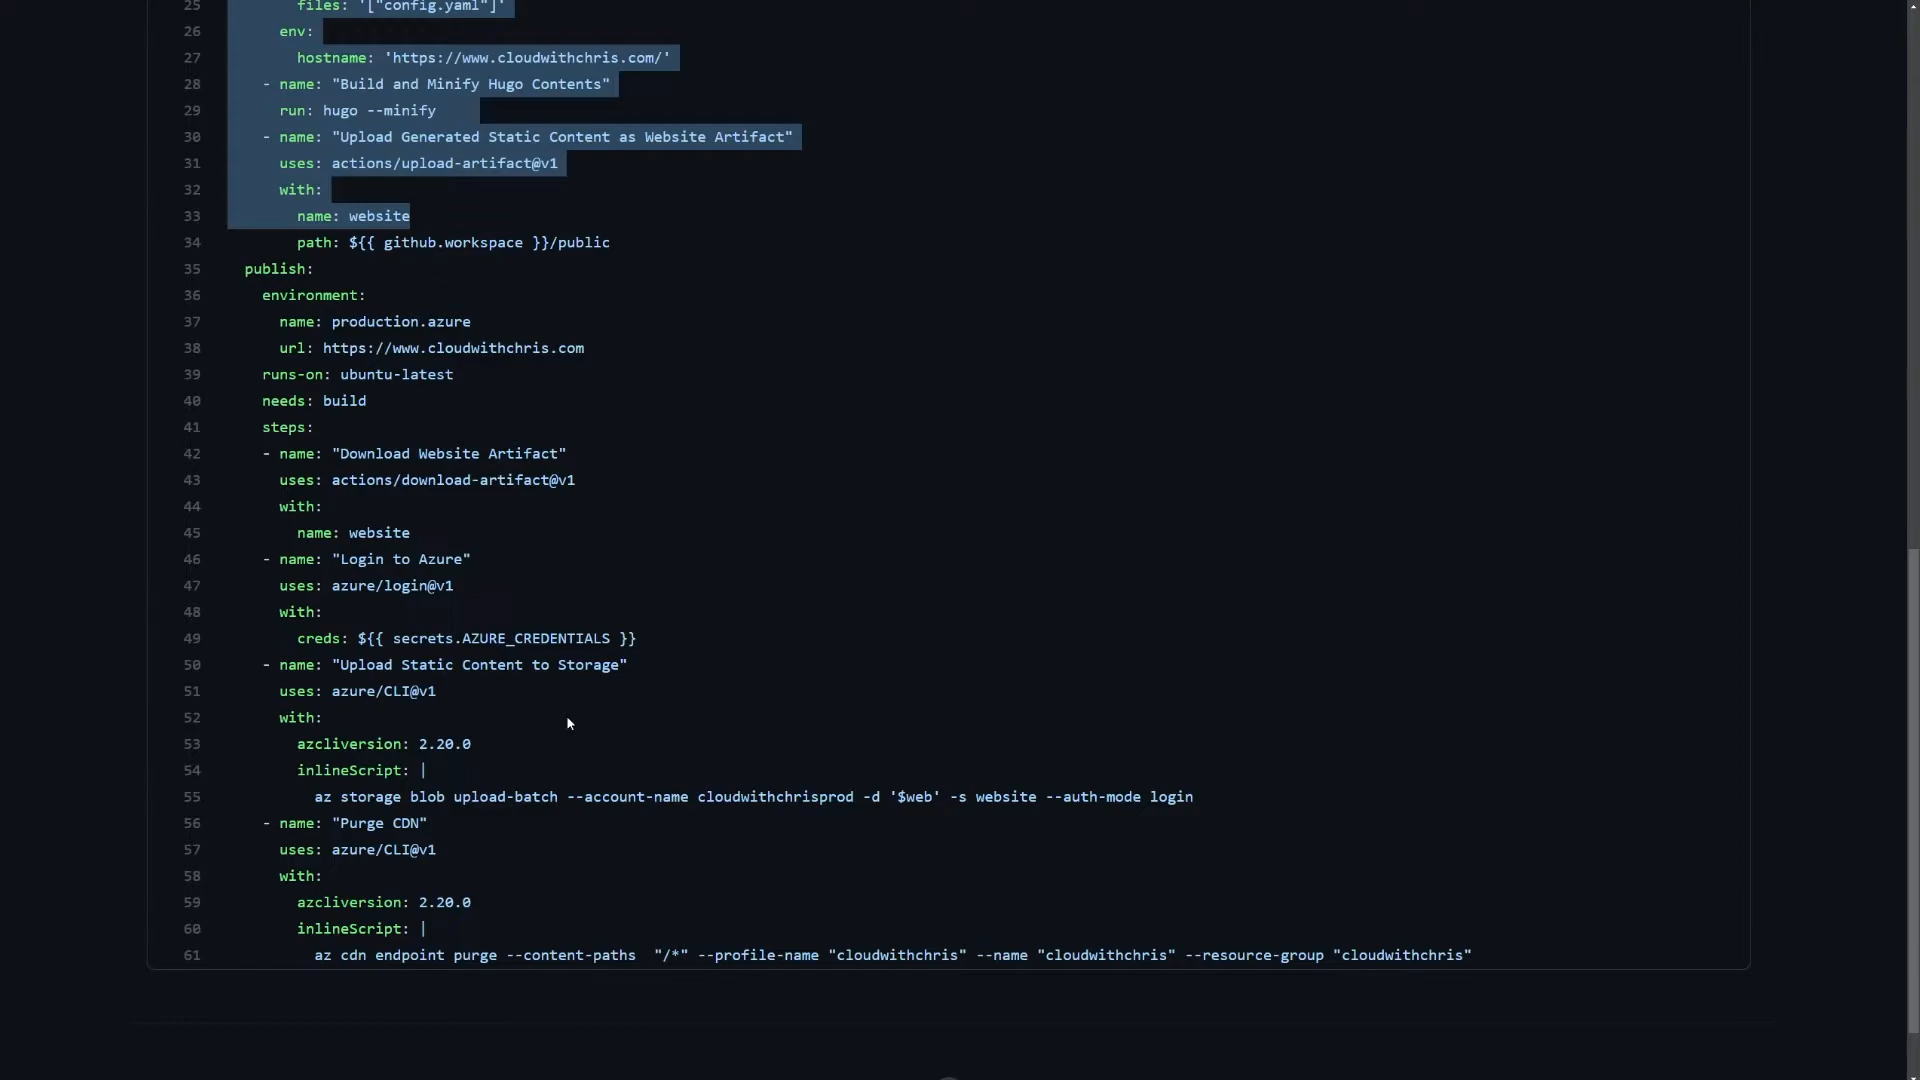 25 files: '["config.yaml"]'
26 env:
27 hostname: 'https://www.cloudwithchris.com/'
28 - name: "Build and Minify Hugo Contents"
29 run: hugo --minify
30 - name: "Upload Generated Static Content as Website Artifact"
31 uses: actions/upload-artifact@v1
32 with:
33 name: website
34 path: ${{ github.workspace }}/public
35 publish:
36 environment:
37 name: production.azure
38 url: https://www.cloudwithchris.com
39 runs-on: ubuntu-latest
40 needs: build
41 steps:
42 - name: "Download Website Artifact"
43 uses: actions/download-artifact@v1
44 with:
45 name: website
46 - name: "Login to Azure"
47 uses: azure/login@v1
48 with:
49 creds: ${{ secrets.AZURE_CREDENTIALS }}
50 - name: "Upload Static Content to Storage"
51 uses: azure/CLI@v1
52 with:
53 azcliversion: 2.20.0
54 inlineScript: |
55 az storage blob upload-batch --account-name cloudwithchrisprod -d '$web' -s website --auth-mode login
56 - name: "Purge CDN"
57 uses: azure/CLI@v1
58 with:
59 azcliversion: 2.20.0
60 inlineScript: |
61 az cdn endpoint purge --content-paths  "/*" --profile-name "cloudwithchris" --name "cloudwithchris" --resource-group "cloudwithchris"